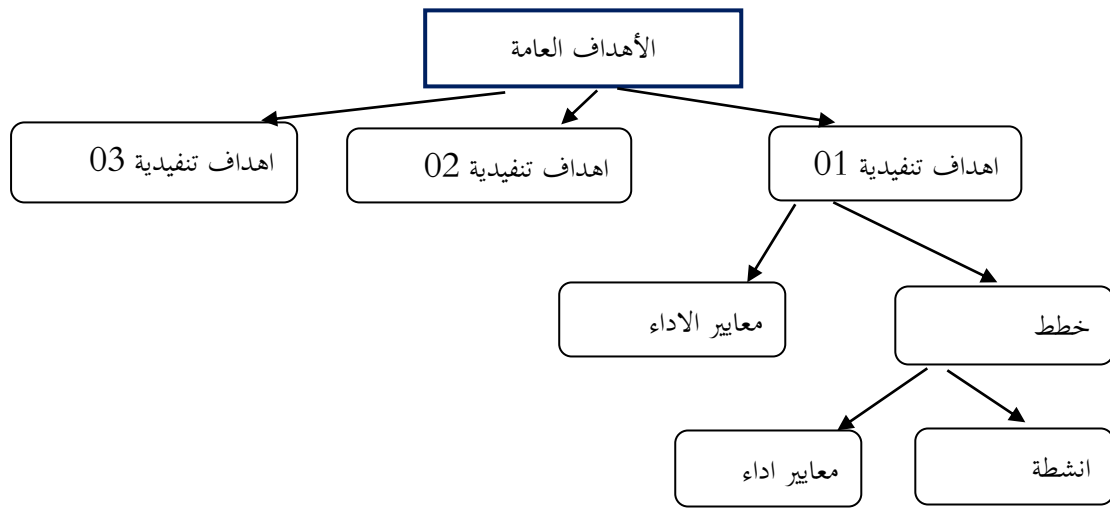 الأهداف العامة
اهداف تنفيدية 01
اهداف تنفيدية 02
اهداف تنفيدية 03
خطط
معايير الاداء
انشطة
معايير اداء